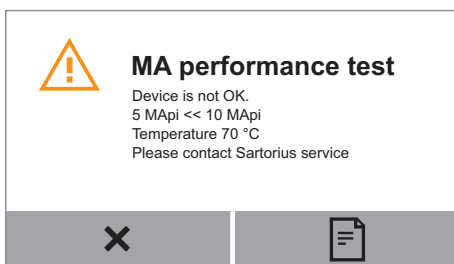 MA performance test
Device is not OK.
5 MApi << 10 MApi
Temperature 70 °C
Please contact Sartorius service